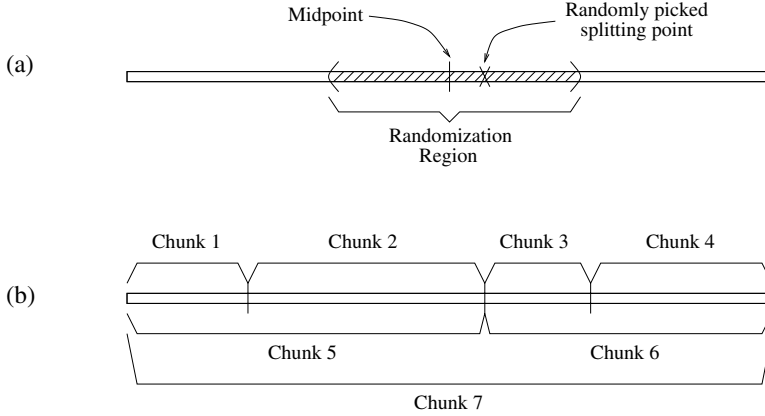 Midpoint
Randomly picked
splitting point
(a)
Randomization
Region
Chunk 1
Chunk 2
Chunk 3
Chunk 4
(b)
Chunk 5
Chunk 6
Chunk 7